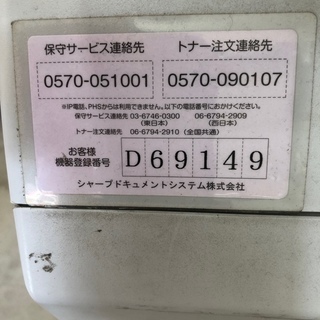 保守サービス連絡先 トナー注文連絡先
0570-051001 0570-090107
※IP電話、PHSからは利用できません。以下の電話番号におかけください。
保守サービス連絡先 03-6746-0300 06-6794-2909
(東日本) (西日本)
トナー注文連絡先 06-6794-2910 (全国共通)
お客様
機器登録番号 D69149
シャープドキュメントシステム株式会社